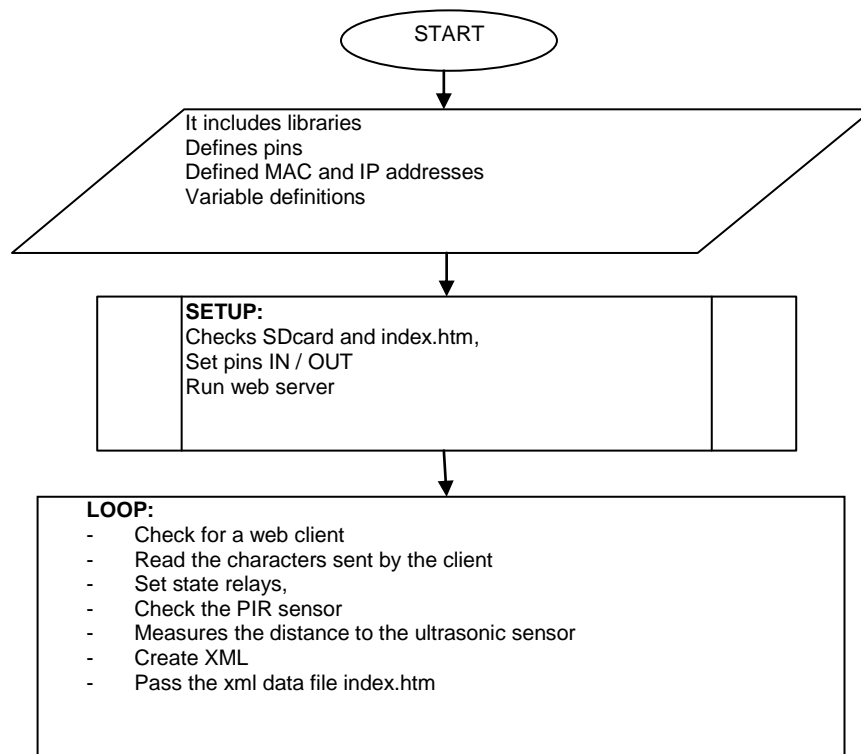 START
It includes libraries
Defines pins
Defined MAC and IP addresses
Variable definitions
SETUP:
Checks SDcard and index.htm,
Set pins IN / OUT
Run web server
LOOP:
- Check for a web client
- Read the characters sent by the client
- Set state relays,
- Check the PIR sensor
- Measures the distance to the ultrasonic sensor
- Create XML
- Pass the xml data file index.htm